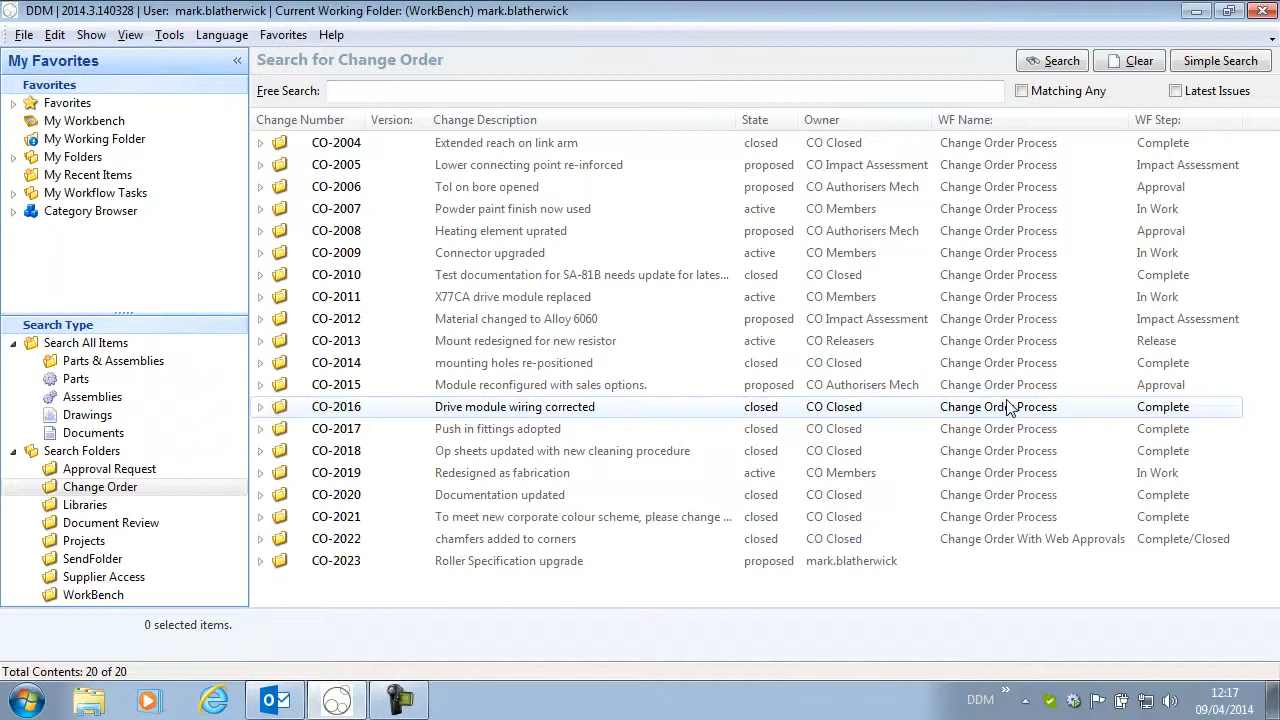 DDM | 2014.3.140328 | User: mark.blatherwick | Current Working Folder: (WorkBench) mark.blatherwick
File Edit Show View Tools Language Favorites Help
My Favorites «
Favorites
Favorites
My Workbench
My Working Folder
My Folders
My Recent Items
My Workflow Tasks
Category Browser
Search Type
Search All Items
Parts & Assemblies
Parts
Assemblies
Drawings
Documents
Search Folders
Approval Request
Change Order
Libraries
Document Review
Projects
SendFolder
Supplier Access
WorkBench
Search for Change Order Search Clear Simple Search
Free Search: Matching Any Latest Issues
Change Number Version: Change Description State Owner WF Name: WF Step:
CO-2004 Extended reach on link arm closed CO Closed Change Order Process Complete
CO-2005 Lower connecting point re-inforced proposed CO Impact Assessment Change Order Process Impact Assessment
CO-2006 Tol on bore opened proposed CO Authorisers Mech Change Order Process Approval
CO-2007 Powder paint finish now used active CO Members Change Order Process In Work
CO-2008 Heating element uprated proposed CO Authorisers Mech Change Order Process Approval
CO-2009 Connector upgraded active CO Members Change Order Process In Work
CO-2010 Test documentation for SA-81B needs update for lates... closed CO Closed Change Order Process Complete
CO-2011 X77CA drive module replaced active CO Members Change Order Process In Work
CO-2012 Material changed to Alloy 6060 proposed CO Impact Assessment Change Order Process Impact Assessment
CO-2013 Mount redesigned for new resistor active CO Releasers Change Order Process Release
CO-2014 mounting holes re-positioned closed CO Closed Change Order Process Complete
CO-2015 Module reconfigured with sales options. proposed CO Authorisers Mech Change Order Process Approval
CO-2016 Drive module wiring corrected closed CO Closed Change Order Process Complete
CO-2017 Push in fittings adopted closed CO Closed Change Order Process Complete
CO-2018 Op sheets updated with new cleaning procedure closed CO Closed Change Order Process Complete
CO-2019 Redesigned as fabrication active CO Members Change Order Process In Work
CO-2020 Documentation updated closed CO Closed Change Order Process Complete
CO-2021 To meet new corporate colour scheme, please change ... closed CO Closed Change Order Process Complete
CO-2022 chamfers added to corners closed CO Closed Change Order With Web Approvals Complete/Closed
CO-2023 Roller Specification upgrade proposed mark.blatherwick
0 selected items.
Total Contents: 20 of 20
DDM » 12:17
09/04/2014